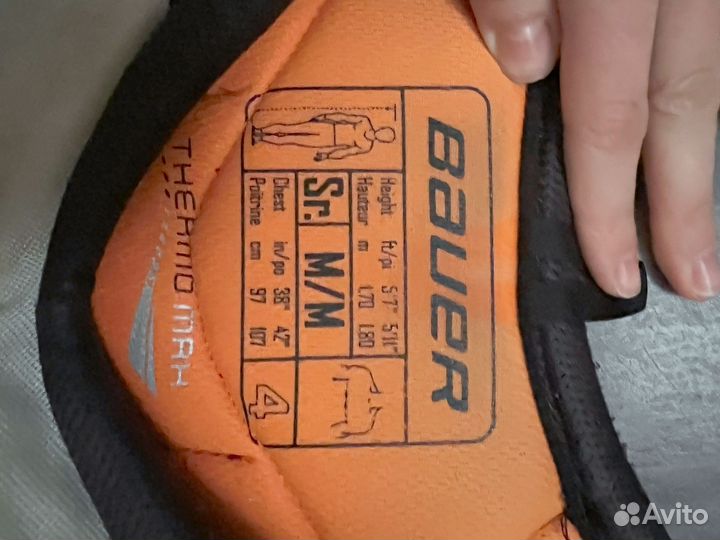 BAUER
Height ft/pi 5'7" 5'11"
Hauteur m 1,70 1,80
Sr. M/M
Chest in/po 38" 42"
Poitrine cm 97 107
4
THERMO MAX
Avito